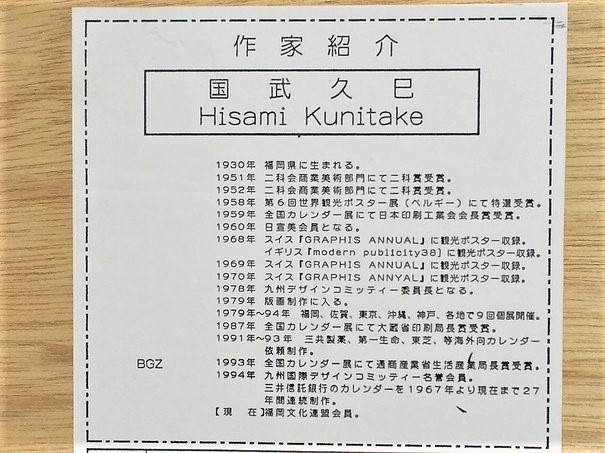 作家紹介
国武久巳
Hisami Kunitake
1930年 福岡県に生まれる。
1951年 二科会商業美術部門にて二科賞受賞。
1952年 二科会商業美術部門にて二科賞受賞。
1958年 第6回世界観光ポスター展(ベルギー)にて特選受賞。
1959年 全国カレンダー展にて日本印刷工業会会長賞受賞。
1960年 日宣美会員となる。
1968年 スイス『GRAPHIS ANNUAL』に観光ポスター収録。
イギリス『modern publicity38]に観光ポスター収録。
1969年 スイス『GRAPHIS ANNUAL』に観光ポスター収録。
1970年 スイス『GRAPHIS ANNYAL』に観光ポスター収録。
1978年 九州デザインコミッティー委員長となる。
1979年 版画制作に入る。
1979年~94年 福岡、佐賀、東京、沖縄、神戸、各地で9回個展開催。
1987年 全国カレンダー展にて大蔵省印刷局長賞受賞。
1991年~93年 三共製薬、第一生命、東芝、等海外向カレンダー
依頼制作。
BGZ
1993年 全国カレンダー展にて通商産業省生活産業局長賞受賞。
1994年 九州国際デザインコミッティー名誉会員。
三井信託銀行のカレンダーを1967年より現在まで27
年間連続制作。
【現 在】福岡文化連盟会員。